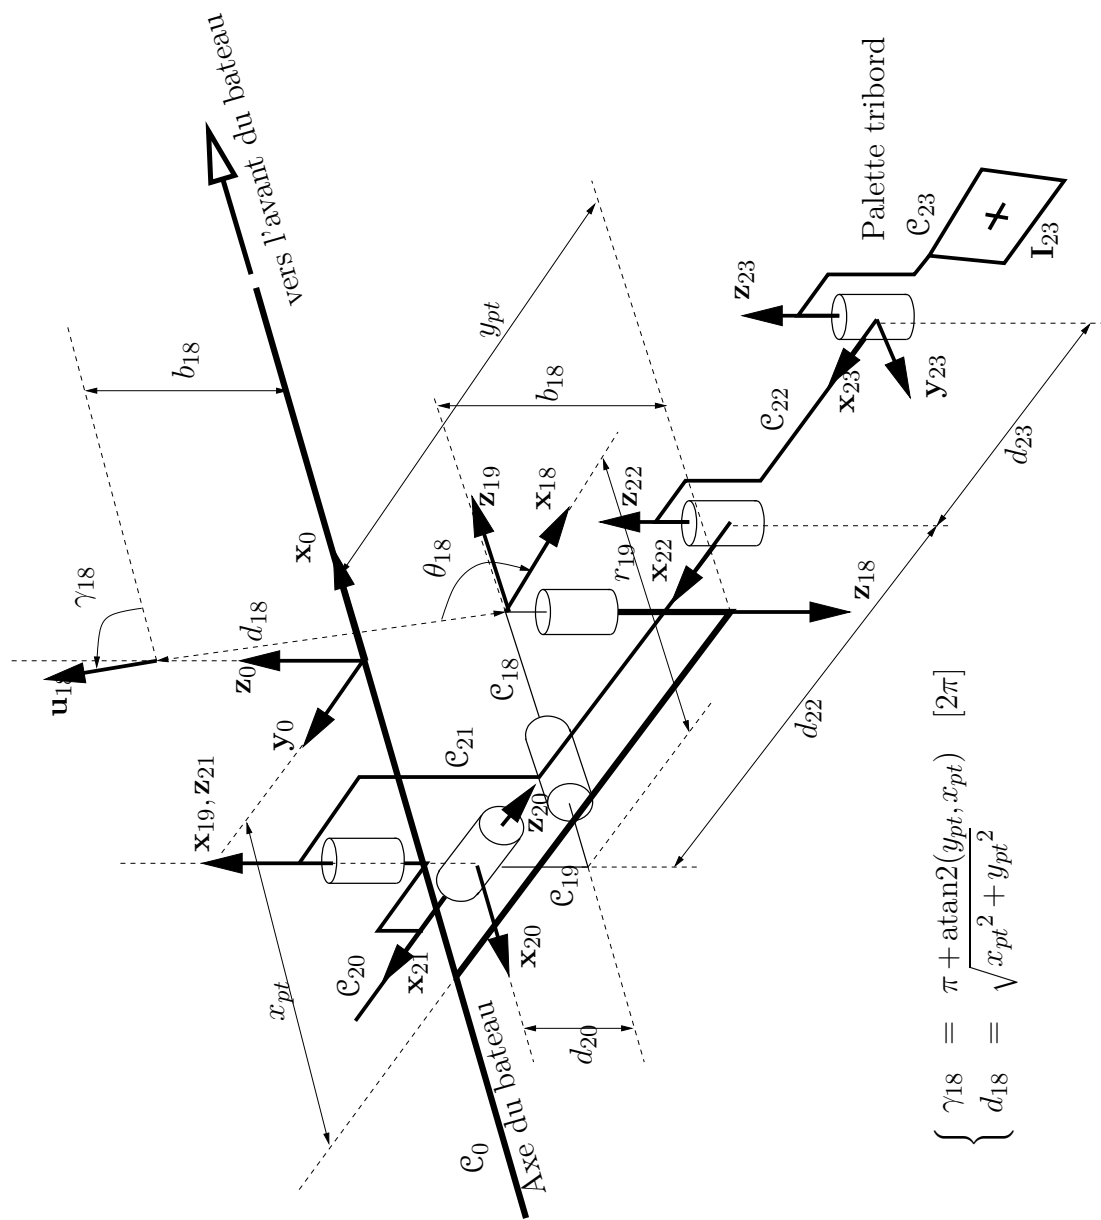 vers l'avant du bateau
Palette tribord
Axe du bateau
𝒞₀
𝒞₁₈
𝒞₁₉
𝒞₂₀
𝒞₂₁
𝒞₂₂
𝒞₂₃
I₂₃
u₁₈
γ₁₈
d₁₈
b₁₈
b₁₈
x₀
y₀
z₀
y_pt
x_pt
θ₁₈
r₁₉
x₁₈
z₁₈
z₁₉
x₁₉, z₂₁
x₂₀
z₂₀
x₂₁
x₂₂
z₂₂
x₂₃
y₂₃
z₂₃
d₂₀
d₂₂
d₂₃
γ₁₈ = π + atan2(y_pt, x_pt) [2π]
d₁₈ = √(x_pt² + y_pt²)